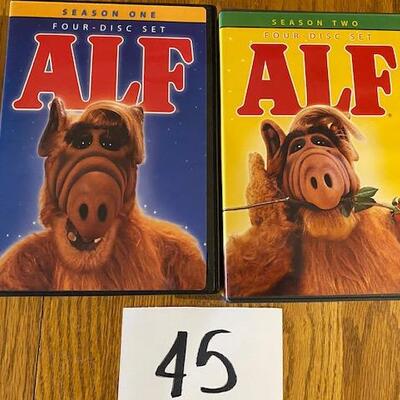 SEASON ONE
FOUR-DISC SET
ALF
SEASON TWO
FOUR-DISC SET
ALF®
45